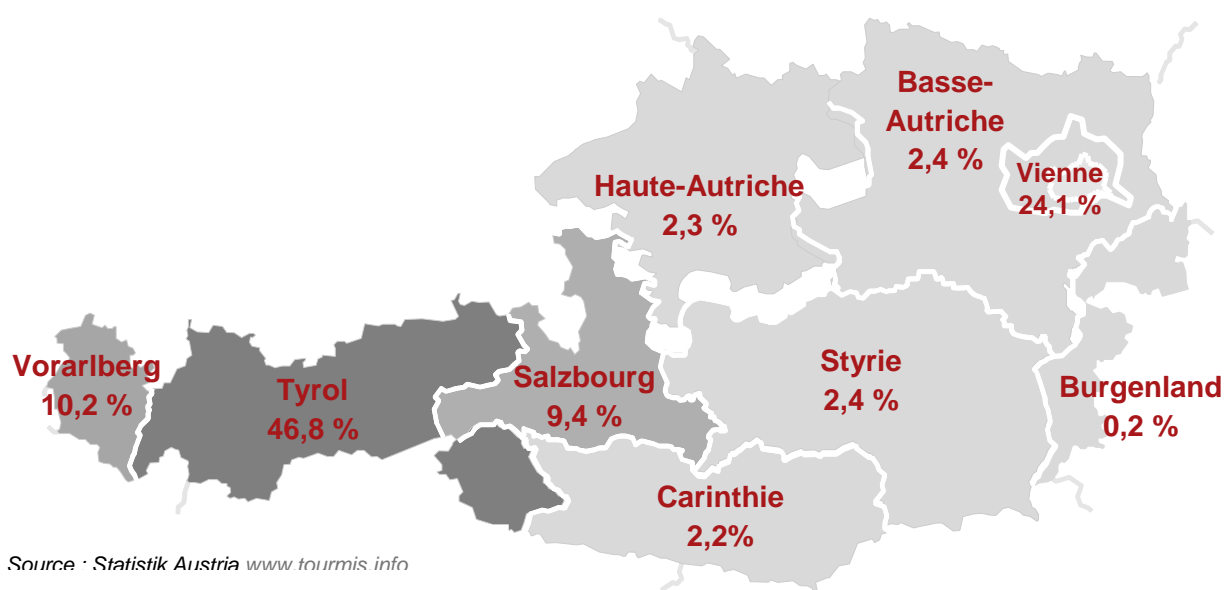 Basse-
Autriche
2,4 %
Vienne
24,1 %
Haute-Autriche
2,3 %
Vorarlberg
10,2 %
Tyrol
46,8 %
Salzbourg
9,4 %
Styrie
2,4 %
Burgenland
0,2 %
Carinthie
2,2%
Source : Statistik Austria www.tourmis.info